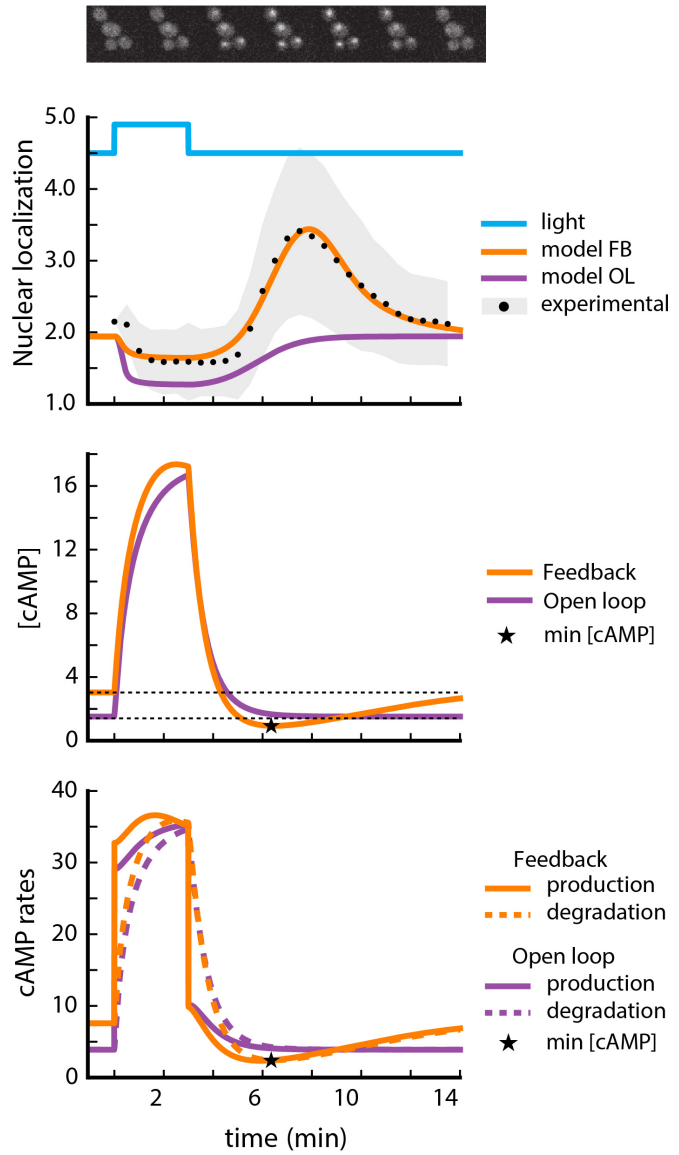 5.0
4.0
3.0
2.0
1.0
Nuclear localization
light
model FB
model OL
experimental
16
12
8
4
0
[cAMP]
Feedback
Open loop
min [cAMP]
40
30
20
10
0
cAMP rates
2
6
10
14
time (min)
Feedback
production
degradation
Open loop
production
degradation
min [cAMP]